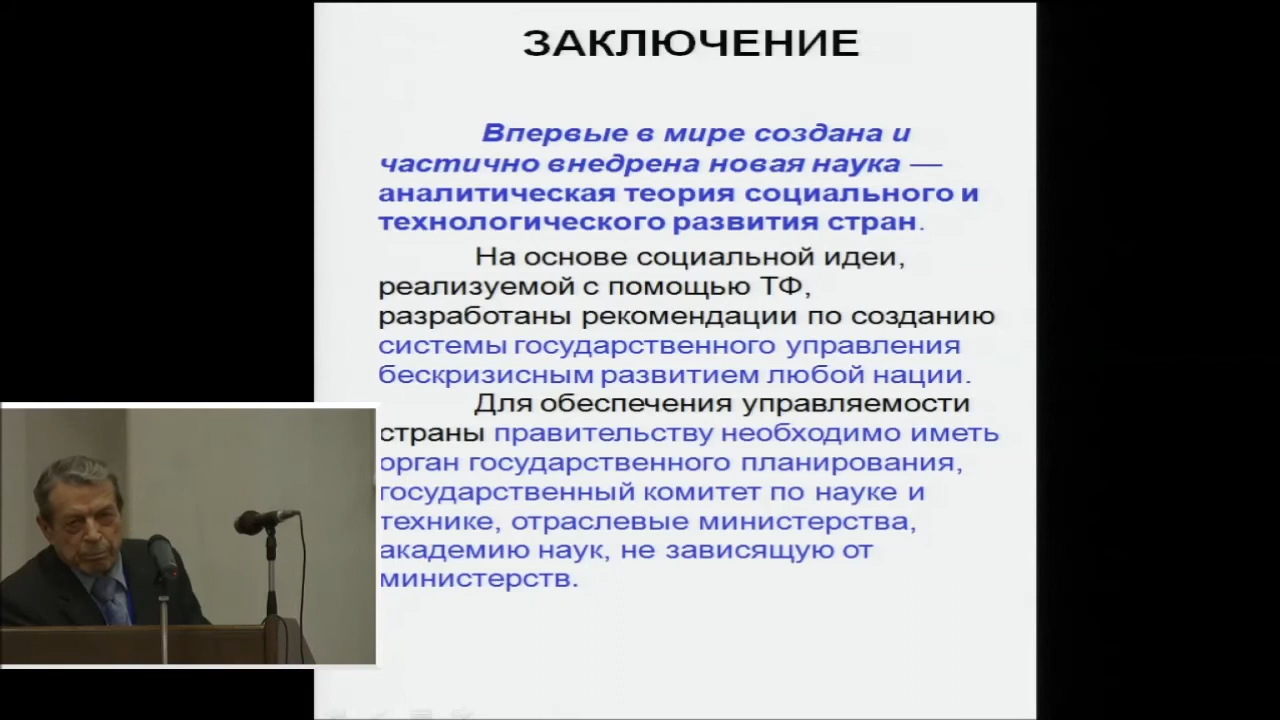 ЗАКЛЮЧЕНИЕ
Впервые в мире создана и
частично внедрена новая наука —
аналитическая теория социального и
технологического развития стран.
На основе социальной идеи,
реализуемой с помощью ТФ,
разработаны рекомендации по созданию
системы государственного управления
бескризисным развитием любой нации.
Для обеспечения управляемости
страны правительству необходимо иметь
орган государственного планирования,
государственный комитет по науке и
технике, отраслевые министерства,
академию наук, не зависящую от
министерств.